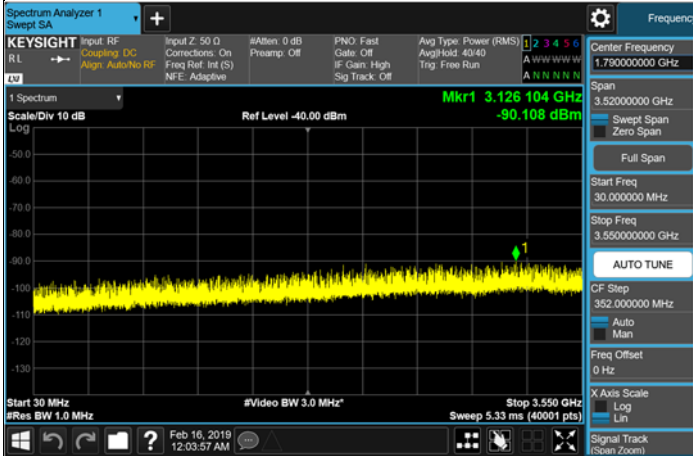 Spectrum Analyzer 1
Swept SA
+
Frequency
KEYSIGHT
RL
LXI
Input: RF
Coupling: DC
Align: Auto/No RF
Input Z: 50 Ω
Corrections: On
Freq Ref: Int (S)
NFE: Adaptive
#Atten: 0 dB
Preamp: Off
PNO: Fast
Gate: Off
IF Gain: High
Sig Track: Off
Avg Type: Power (RMS)
Avg|Hold: 40/40
Trig: Free Run
1 2 3 4 5 6
A W W W W W
A N N N N N
1 Spectrum
Scale/Div 10 dB
Log
Ref Level -40.00 dBm
Mkr1 3.126 104 GHz
-90.108 dBm
-50.0
-60.0
-70.0
-80.0
-90.0
-100
-110
-120
-130
1
Start 30 MHz
#Res BW 1.0 MHz
#Video BW 3.0 MHz*
Stop 3.550 GHz
Sweep 5.33 ms (40001 pts)
?
Feb 16, 2019
12:03:57 AM
Center Frequency
1.790000000 GHz
Span
3.52000000 GHz
Swept Span
Zero Span
Full Span
Start Freq
30.000000 MHz
Stop Freq
3.550000000 GHz
AUTO TUNE
CF Step
352.000000 MHz
Auto
Man
Freq Offset
0 Hz
X Axis Scale
Log
Lin
Signal Track
(Span Zoom)